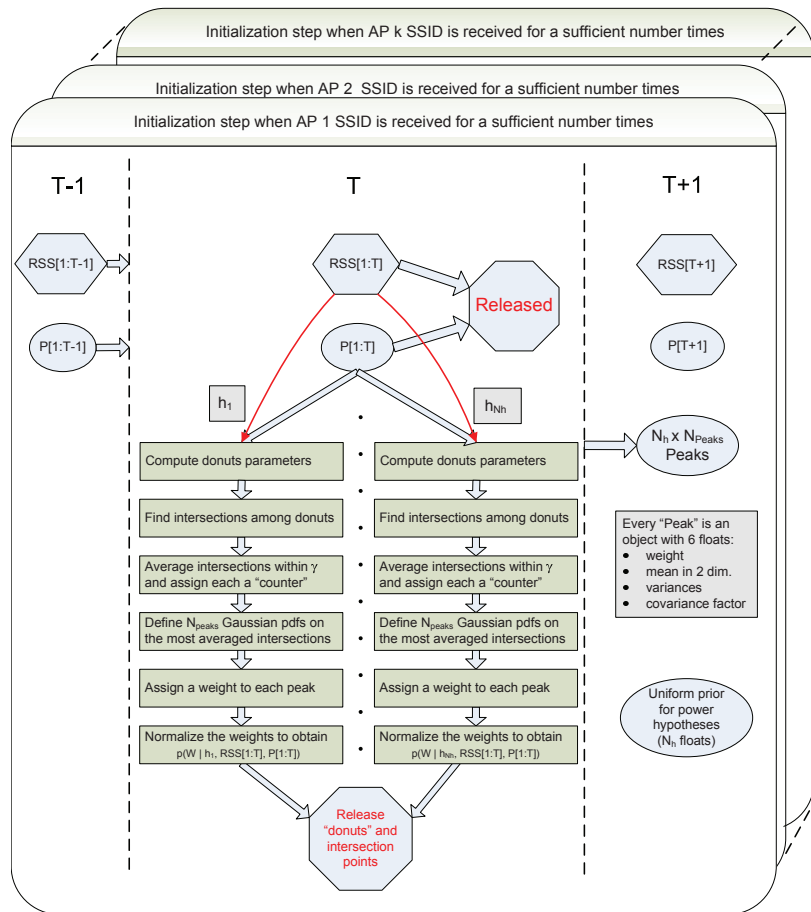 Initialization step when AP k SSID is received for a sufficient number times
Initialization step when AP 2 SSID is received for a sufficient number times
Initialization step when AP 1 SSID is received for a sufficient number times
T-1
T
T+1
RSS[1:T-1]
RSS[1:T]
RSS[T+1]
Released
P[1:T-1]
P[1:T]
P[T+1]
h1
hNh
Compute donuts parameters
Compute donuts parameters
Nh x NPeaks
Peaks
Find intersections among donuts
Find intersections among donuts
Average intersections within γ
and assign each a “counter”
Average intersections within γ
and assign each a “counter”
Every “Peak” is an
object with 6 floats:
• weight
• mean in 2 dim.
• variances
• covariance factor
Define Npeaks Gaussian pdfs on
the most averaged intersections
Define Npeaks Gaussian pdfs on
the most averaged intersections
Assign a weight to each peak
Assign a weight to each peak
Normalize the weights to obtain
p(W | h1, RSS[1:T], P[1:T])
Normalize the weights to obtain
p(W | hNh, RSS[1:T], P[1:T])
Uniform prior
for power
hypotheses
(Nh floats)
Release
“donuts” and
intersection
points